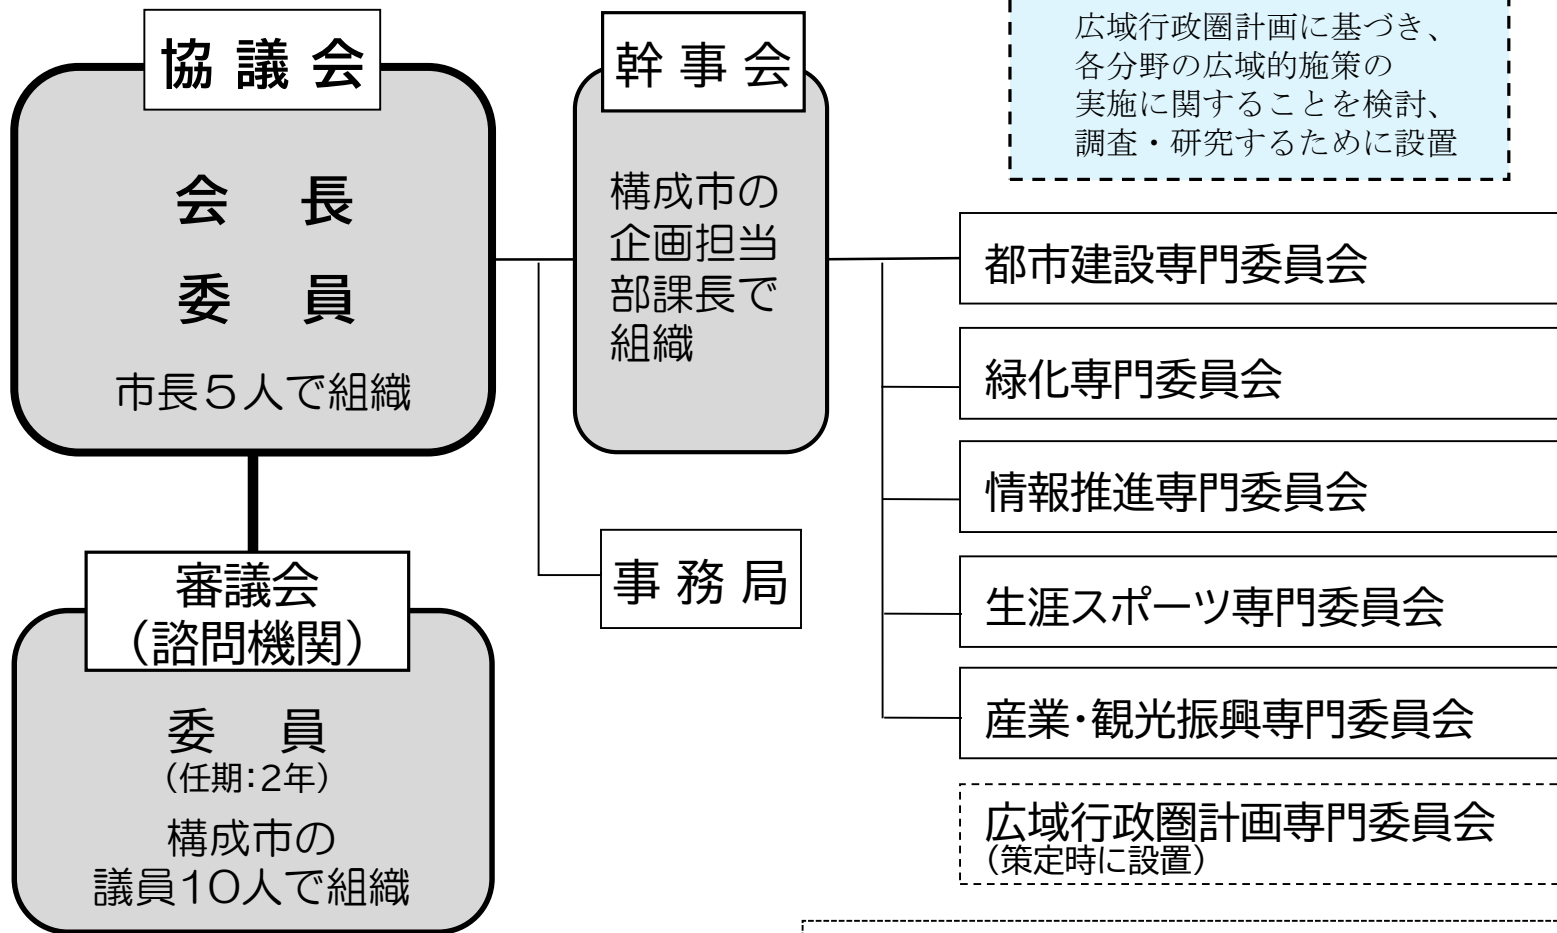 協 議 会
会 長
委 員
市長５人で組織
審議会
（諮問機関）
委 員
（任期：２年）
構成市の
議員１０人で組織
幹 事 会
構成市の
企画担当
部課長で
組織
事 務 局
広域行政圏計画に基づき、
各分野の広域的施策の
実施に関することを検討、
調査・研究するために設置
都市建設専門委員会
緑化専門委員会
情報推進専門委員会
生涯スポーツ専門委員会
産業・観光振興専門委員会
広域行政圏計画専門委員会
（策定時に設置）